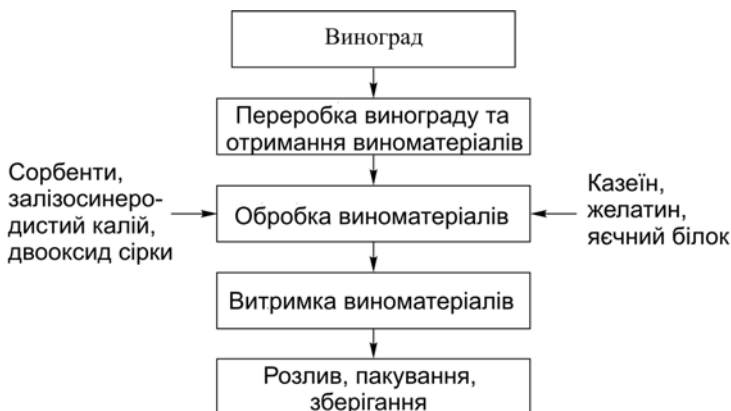 Виноград
Переробка винограду та
отримання виноматеріалів
Сорбенти,
залізосинеро-
дистий калій,
двооксид сірки
Обробка виноматеріалів
Казеїн,
желатин,
яєчний білок
Витримка виноматеріалів
Розлив, пакування,
зберігання